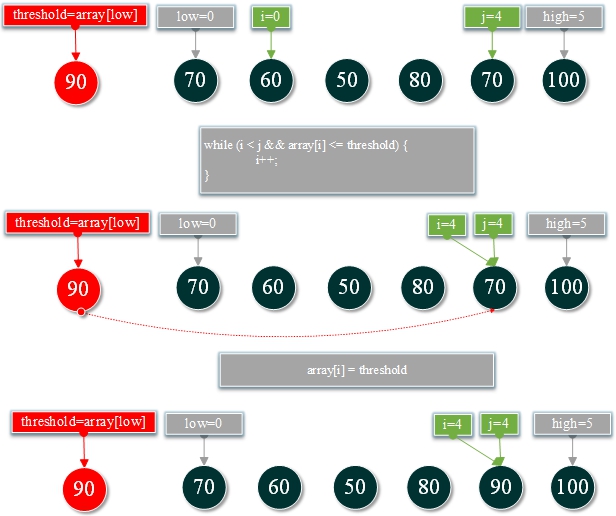 threshold=array[low] low=0 i=0 j=4 high=5
90 70 60 50 80 70 100
while (i < j && array[i] <= threshold) {
i++;
}
threshold=array[low] low=0 i=4 j=4 high=5
90 70 60 50 80 70 100
array[i] = threshold
threshold=array[low] low=0 i=4 j=4 high=5
90 70 60 50 80 90 100